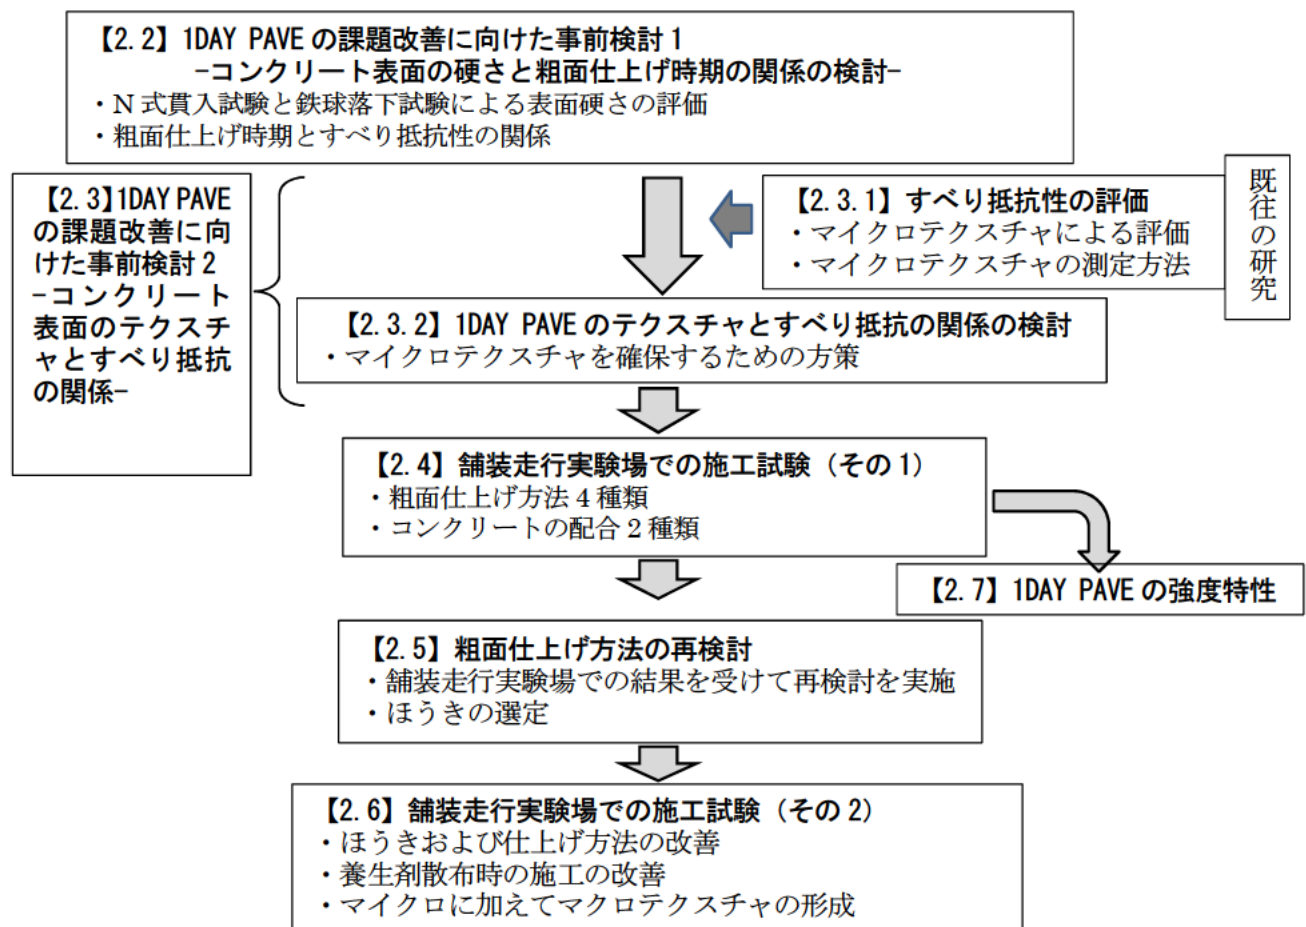 【2.2】1DAY PAVE の課題改善に向けた事前検討 1
-コンクリート表面の硬さと粗面仕上げ時期の関係の検討-
・N 式貫入試験と鉄球落下試験による表面硬さの評価
・粗面仕上げ時期とすべり抵抗性の関係
【2.3】1DAY PAVE
の課題改善に向
けた事前検討 2
-コンクリート
表面のテクスチ
ャとすべり抵抗
の関係-
【2.3.1】すべり抵抗性の評価
・マイクロテクスチャによる評価
・マイクロテクスチャの測定方法
既往の研究
【2.3.2】1DAY PAVE のテクスチャとすべり抵抗の関係の検討
・マイクロテクスチャを確保するための方策
【2.4】舗装走行実験場での施工試験（その 1）
・粗面仕上げ方法 4 種類
・コンクリートの配合 2 種類
【2.7】1DAY PAVE の強度特性
【2.5】粗面仕上げ方法の再検討
・舗装走行実験場での結果を受けて再検討を実施
・ほうきの選定
【2.6】舗装走行実験場での施工試験（その 2）
・ほうきおよび仕上げ方法の改善
・養生剤散布時の施工の改善
・マイクロに加えてマクロテクスチャの形成